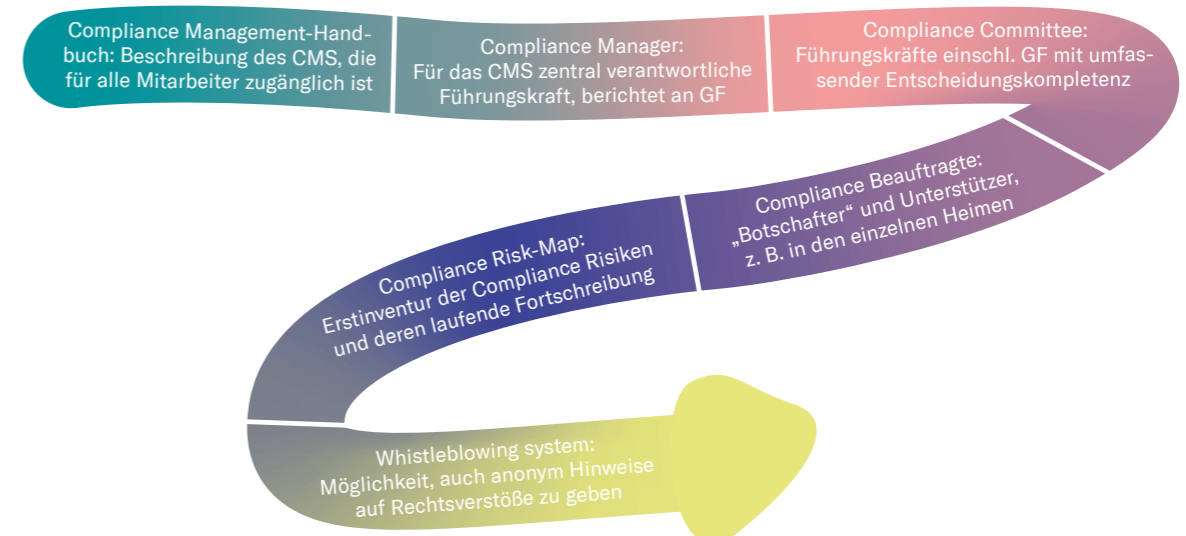 Compliance Management-Hand-
buch: Beschreibung des CMS, die
für alle Mitarbeiter zugänglich ist
Compliance Manager:
Für das CMS zentral verantwortliche
Führungskraft, berichtet an GF
Compliance Committee:
Führungskräfte einschl. GF mit umfas-
sender Entscheidungskompetenz
Compliance Beauftragte:
„Botschafter“ und Unterstützer,
z. B. in den einzelnen Heimen
Compliance Risk-Map:
Erstinventur der Compliance Risiken
und deren laufende Fortschreibung
Whistleblowing system:
Möglichkeit, auch anonym Hinweise
auf Rechtsverstöße zu geben